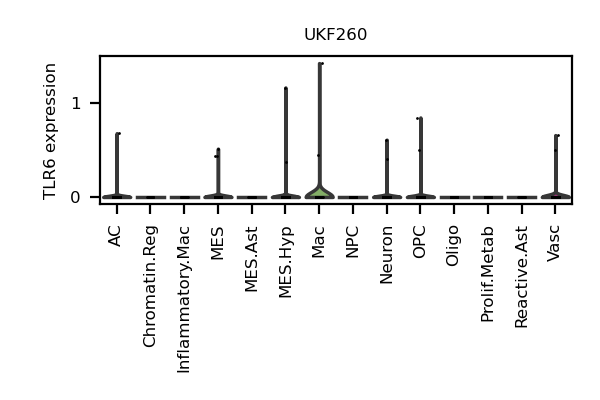 UKF260
TLR6 expression
1
0
AC
Chromatin.Reg
Inflammatory.Mac
MES
MES.Ast
MES.Hyp
Mac
NPC
Neuron
OPC
Oligo
Prolif.Metab
Reactive.Ast
Vasc